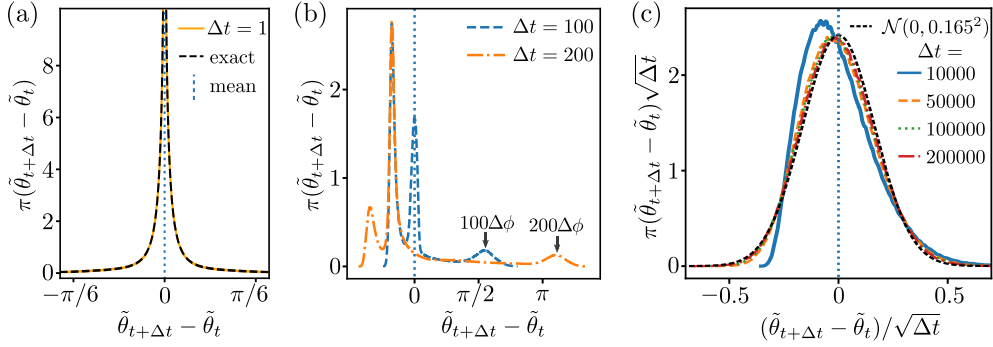 (a)
π(θ̃_{t+Δt} − θ̃_t)
8
6
4
2
0
Δt = 1
exact
mean
−π/6
0
π/6
θ̃_{t+Δt} − θ̃_t
(b)
π(θ̃_{t+Δt} − θ̃_t)
2
1
0
Δt = 100
Δt = 200
100Δϕ
200Δϕ
0
π/2
π
θ̃_{t+Δt} − θ̃_t
(c)
π(θ̃_{t+Δt} − θ̃_t)√Δt
2
1
0
𝒩(0, 0.165²)
Δt =
10000
50000
100000
200000
−0.5
0
0.5
(θ̃_{t+Δt} − θ̃_t)/√Δt